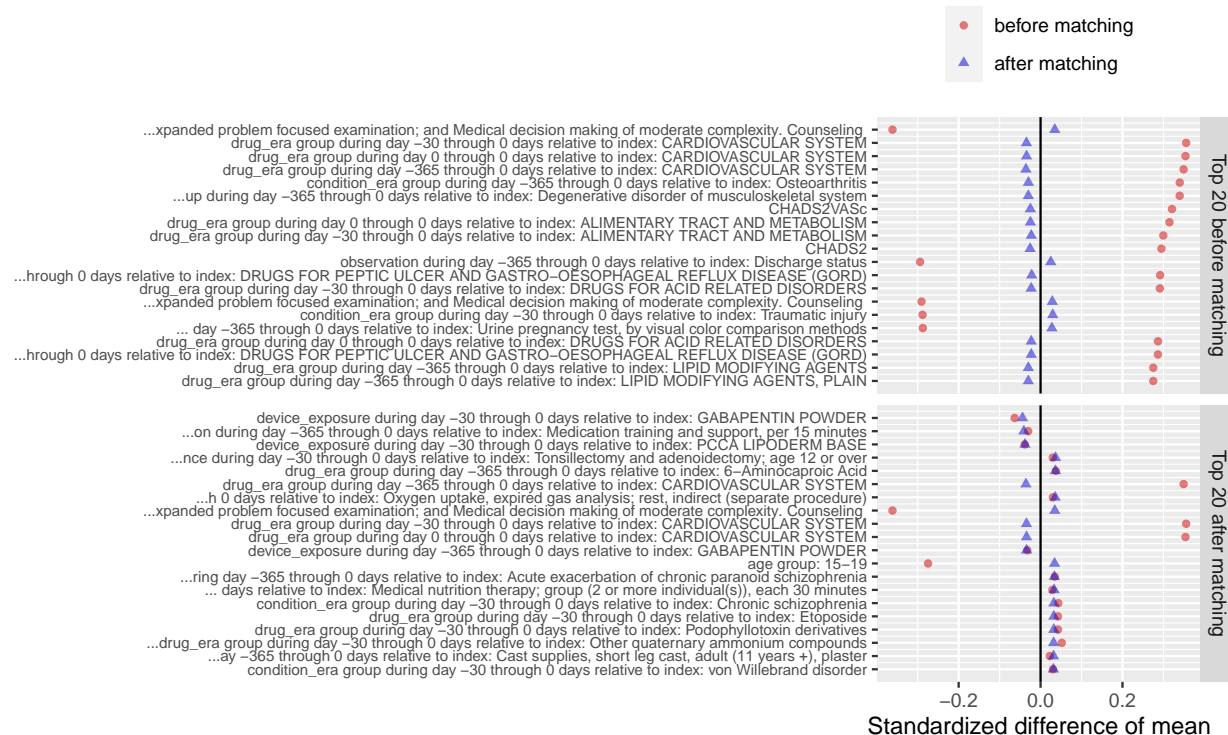 before matching
after matching
...xpanded problem focused examination; and Medical decision making of moderate complexity. Counseling
drug_era group during day −30 through 0 days relative to index: CARDIOVASCULAR SYSTEM
drug_era group during day 0 through 0 days relative to index: CARDIOVASCULAR SYSTEM
drug_era group during day −365 through 0 days relative to index: CARDIOVASCULAR SYSTEM
condition_era group during day −365 through 0 days relative to index: Osteoarthritis
...up during day −365 through 0 days relative to index: Degenerative disorder of musculoskeletal system
CHADS2VASc
drug_era group during day 0 through 0 days relative to index: ALIMENTARY TRACT AND METABOLISM
drug_era group during day −30 through 0 days relative to index: ALIMENTARY TRACT AND METABOLISM
CHADS2
observation during day −365 through 0 days relative to index: Discharge status
...hrough 0 days relative to index: DRUGS FOR PEPTIC ULCER AND GASTRO−OESOPHAGEAL REFLUX DISEASE (GORD)
drug_era group during day −30 through 0 days relative to index: DRUGS FOR ACID RELATED DISORDERS
...xpanded problem focused examination; and Medical decision making of moderate complexity. Counseling
condition_era group during day −30 through 0 days relative to index: Traumatic injury
... day −365 through 0 days relative to index: Urine pregnancy test, by visual color comparison methods
drug_era group during day 0 through 0 days relative to index: DRUGS FOR ACID RELATED DISORDERS
...hrough 0 days relative to index: DRUGS FOR PEPTIC ULCER AND GASTRO−OESOPHAGEAL REFLUX DISEASE (GORD)
drug_era group during day −365 through 0 days relative to index: LIPID MODIFYING AGENTS
drug_era group during day −365 through 0 days relative to index: LIPID MODIFYING AGENTS, PLAIN
Top 20 before matching
device_exposure during day −30 through 0 days relative to index: GABAPENTIN POWDER
...on during day −365 through 0 days relative to index: Medication training and support, per 15 minutes
device_exposure during day −30 through 0 days relative to index: PCCA LIPODERM BASE
...nce during day −30 through 0 days relative to index: Tonsillectomy and adenoidectomy; age 12 or over
drug_era group during day −365 through 0 days relative to index: 6−Aminocaproic Acid
drug_era group during day −365 through 0 days relative to index: CARDIOVASCULAR SYSTEM
...h 0 days relative to index: Oxygen uptake, expired gas analysis; rest, indirect (separate procedure)
...xpanded problem focused examination; and Medical decision making of moderate complexity. Counseling
drug_era group during day −30 through 0 days relative to index: CARDIOVASCULAR SYSTEM
drug_era group during day 0 through 0 days relative to index: CARDIOVASCULAR SYSTEM
device_exposure during day −365 through 0 days relative to index: GABAPENTIN POWDER
age group: 15−19
...ring day −365 through 0 days relative to index: Acute exacerbation of chronic paranoid schizophrenia
... days relative to index: Medical nutrition therapy; group (2 or more individual(s)), each 30 minutes
condition_era group during day −30 through 0 days relative to index: Chronic schizophrenia
drug_era group during day −30 through 0 days relative to index: Etoposide
drug_era group during day −30 through 0 days relative to index: Podophyllotoxin derivatives
...drug_era group during day −30 through 0 days relative to index: Other quaternary ammonium compounds
...ay −365 through 0 days relative to index: Cast supplies, short leg cast, adult (11 years +), plaster
condition_era group during day −30 through 0 days relative to index: von Willebrand disorder
Top 20 after matching
−0.2 0.0 0.2
Standardized difference of mean